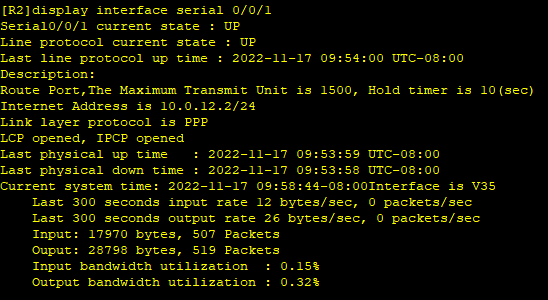 [R2]display interface serial 0/0/1
Serial0/0/1 current state : UP
Line protocol current state : UP
Last line protocol up time : 2022-11-17 09:54:00 UTC-08:00
Description:
Route Port,The Maximum Transmit Unit is 1500, Hold timer is 10(sec)
Internet Address is 10.0.12.2/24
Link layer protocol is PPP
LCP opened, IPCP opened
Last physical up time   : 2022-11-17 09:53:59 UTC-08:00
Last physical down time : 2022-11-17 09:53:58 UTC-08:00
Current system time: 2022-11-17 09:58:44-08:00Interface is V35
    Last 300 seconds input rate 12 bytes/sec, 0 packets/sec
    Last 300 seconds output rate 26 bytes/sec, 0 packets/sec
    Input: 17970 bytes, 507 Packets
    Ouput: 28798 bytes, 519 Packets
    Input bandwidth utilization  : 0.15%
    Output bandwidth utilization : 0.32%